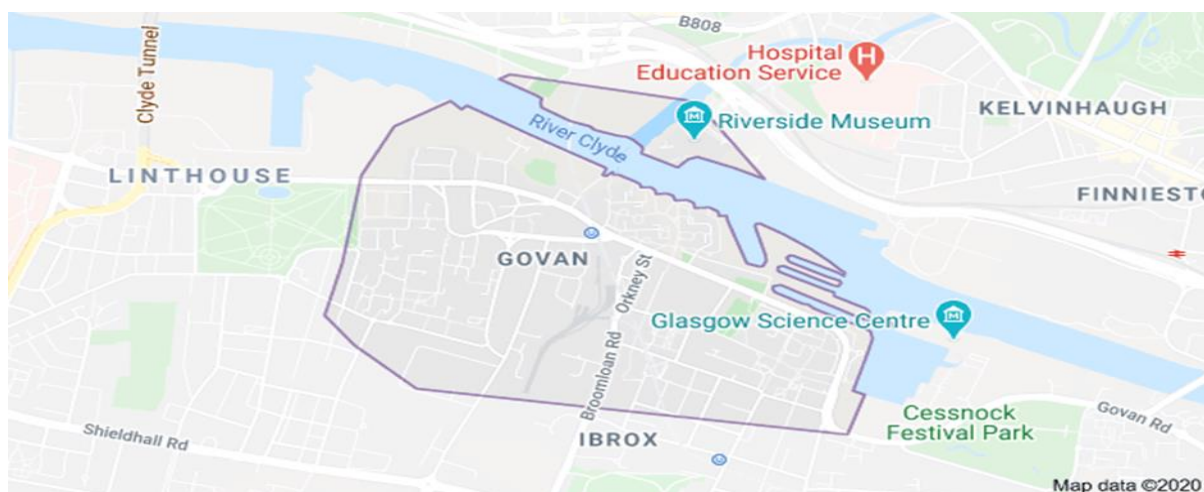 B808
Hospital
Education Service
Clyde Tunnel
KELVINHAUGH
River Clyde
Riverside Museum
LINTHOUSE
FINNIEST
GOVAN
Orkney St
Glasgow Science Centre
Broomloan Rd
Cessnock
Festival Park
Govan Rd
Shieldhall Rd
IBROX
Map data ©2020